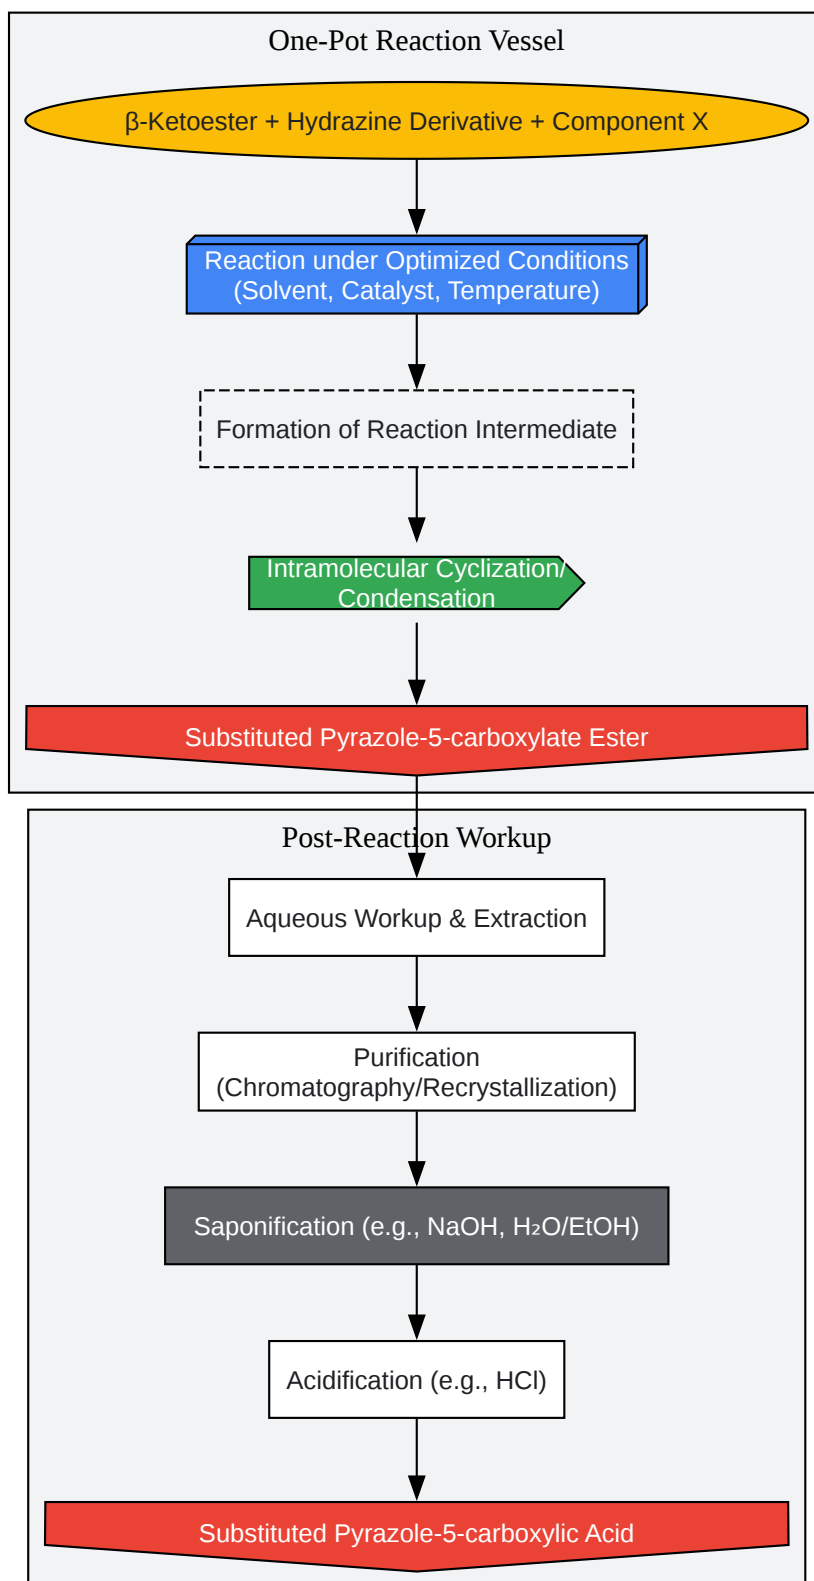 One-Pot Reaction Vessel
β-Ketoester + Hydrazine Derivative + Component X
Reaction under Optimized Conditions
(Solvent, Catalyst, Temperature)
Formation of Reaction Intermediate
Intramolecular Cyclization/
Condensation
Substituted Pyrazole-5-carboxylate Ester
Post-Reaction Workup
Aqueous Workup & Extraction
Purification
(Chromatography/Recrystallization)
Saponification (e.g., NaOH, H₂O/EtOH)
Acidification (e.g., HCl)
Substituted Pyrazole-5-carboxylic Acid